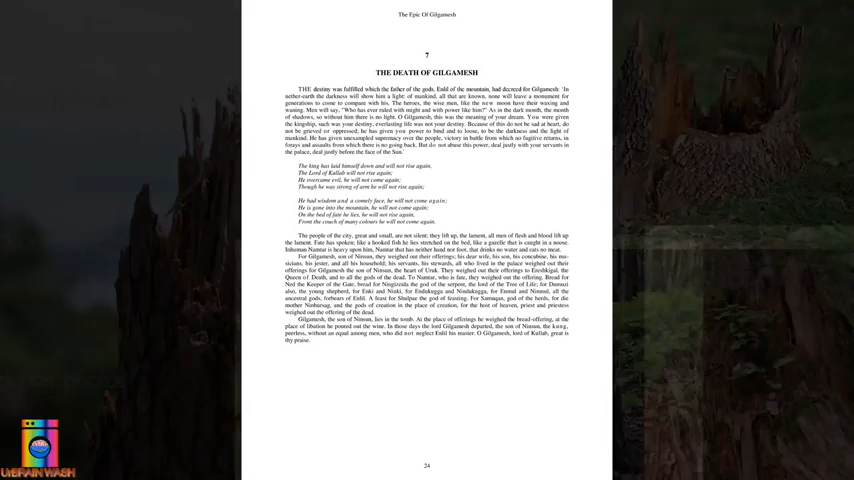 The Epic Of Gilgamesh
7
THE DEATH OF GILGAMESH
THE destiny was fulfilled which the father of the gods, Enlil of the mountain, had decreed for Gilgamesh: 'In
nether-earth the darkness will show him a light: of mankind, all that are known, none will leave a monument for
generations to come to compare with his. The heroes, the wise men, like the new moon have their waxing and
waning. Men will say, "Who has ever ruled with might and with power like him?" As in the dark month, the month
of shadows, so without him there is no light. O Gilgamesh, this was the meaning of your dream. You were given
the kingship, such was your destiny, everlasting life was not your destiny. Because of this do not be sad at heart, do
not be grieved or oppressed; he has given you power to bind and to loose, to be the darkness and the light of
mankind. He has given unexampled supremacy over the people, victory in battle from which no fugitive returns, in
forays and assaults from which there is no going back. But do not abuse this power, deal justly with your servants in
the palace, deal justly before the face of the Sun.'
The king has laid himself down and will not rise again,
The Lord of Kullab will not rise again;
He overcame evil, he will not come again;
Though he was strong of arm he will not rise again;
He had wisdom and a comely face, he will not come again;
He is gone into the mountain, he will not come again;
On the bed of fate he lies, he will not rise again,
Front the couch of many colours he will not come again.
The people of the city, great and small, are not silent; they lift up, the lament, all men of flesh and blood lift up
the lament. Fate has spoken; like a hooked fish he lies stretched on the bed, like a gazelle that is caught in a noose.
Inhuman Namtar is heavy upon him, Namtar that has neither hand nor foot, that drinks no water and eats no meat.
For Gilgamesh, son of Ninsun, they weighed out their offerings; his dear wife, his son, his concubine, his mu-
sicians, his jester, and all his household; his servants, his stewards, all who lived in the palace weighed out their
offerings for Gilgamesh the son of Ninsun, the heart of Uruk. They weighed out their offerings to Ereshkigal, the
Queen of Death, and to all the gods of the dead. To Namtar, who is fate, they weighed out the offering. Bread for
Ned the Keeper of the Gate, bread for Ningizzida the god of the serpent, the lord of the Tree of Life; for Dumuzi
also, the young shepherd, for Enki and Ninki, for Endukugga and Nindukugga, for Enmul and Ninmul, all the
ancestral gods, forbears of Enlil. A feast for Shulpae the god of feasting. For Samuqan, god of the herds, for die
mother Ninhursag, and the gods of creation in the place of creation, for the host of heaven, priest and priestess
weighed out the offering of the dead.
Gilgamesh, the son of Ninsun, lies in the tomb. At the place of offerings he weighed the bread-offering, at the
place of libation he poured out the wine. In those days the lord Gilgamesh departed, the son of Ninsun, the kung,
peerless, without an equal among men, who did not neglect Enlil his master. O Gilgamesh, lord of Kullab, great is
thy praise.
24